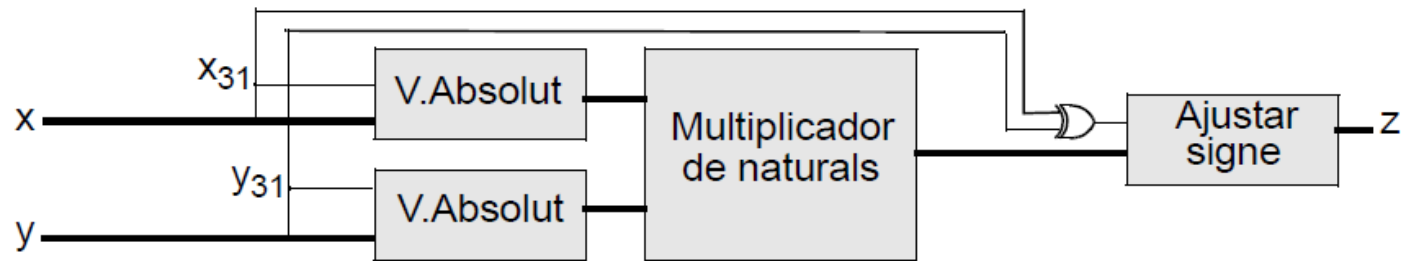 x31
V.Absolut
x
Multiplicador
de naturals
Ajustar
signe
z
y31
V.Absolut
y